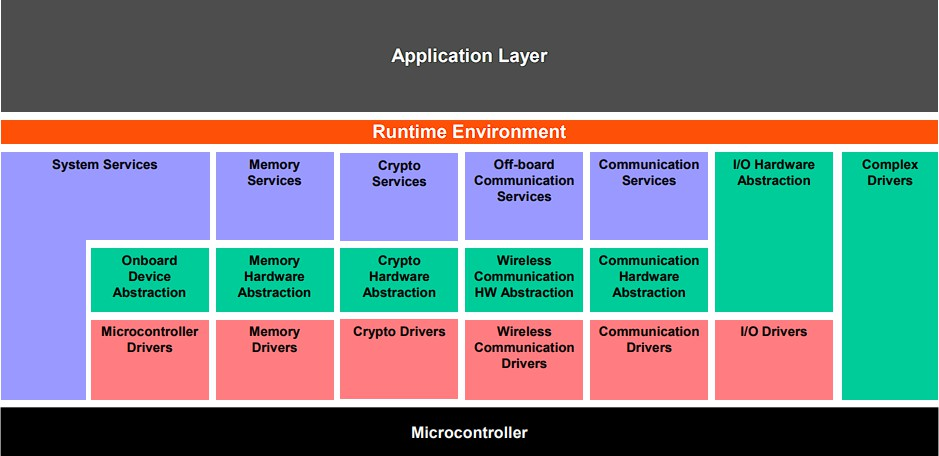 Application Layer
Runtime Environment
System Services
Memory
Services
Crypto
Services
Off-board
Communication
Services
Communication
Services
I/O Hardware
Abstraction
Complex
Drivers
Onboard
Device
Abstraction
Memory
Hardware
Abstraction
Crypto
Hardware
Abstraction
Wireless
Communication
HW Abstraction
Communication
Hardware
Abstraction
Microcontroller
Drivers
Memory
Drivers
Crypto Drivers
Wireless
Communication
Drivers
Communication
Drivers
I/O Drivers
Microcontroller